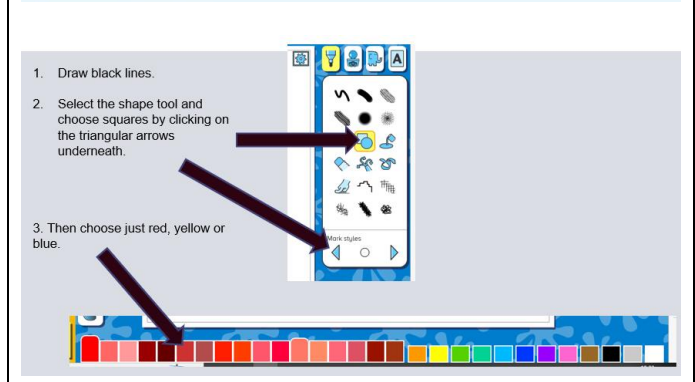 A
1. Draw black lines.
2. Select the shape tool and
choose squares by clicking on
the triangular arrows
underneath.
Mark styles
3. Then choose just red, yellow or
blue.